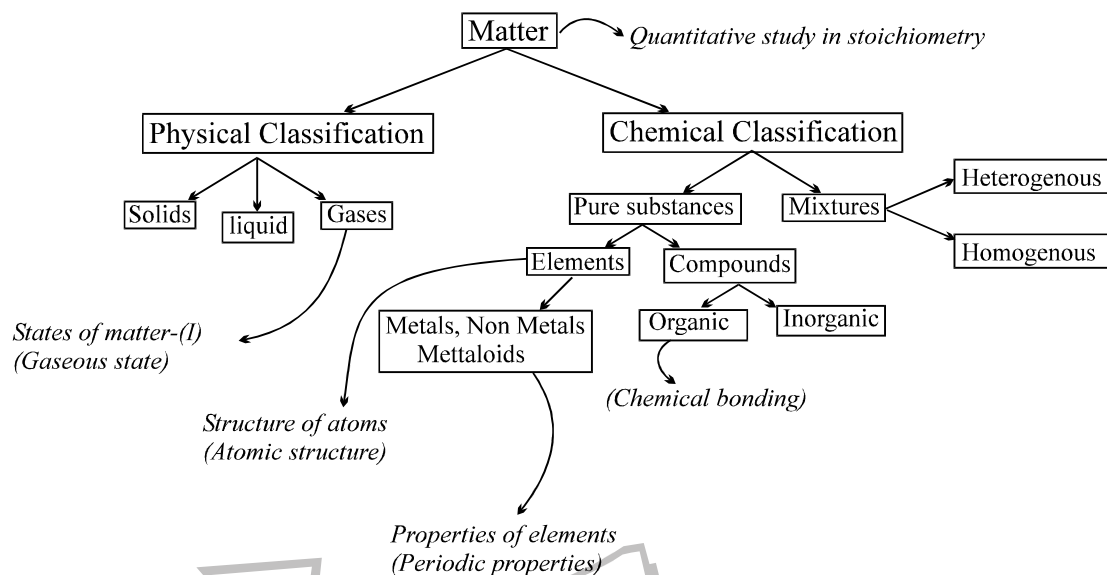 Matter
Quantitative study in stoichiometry
Physical Classification
Chemical Classification
Solids
liquid
Gases
Pure substances
Mixtures
Heterogenous
Homogenous
Elements
Compounds
Metals, Non Metals
Mettaloids
Organic
Inorganic
States of matter-(I)
(Gaseous state)
(Chemical bonding)
Structure of atoms
(Atomic structure)
Properties of elements
(Periodic properties)